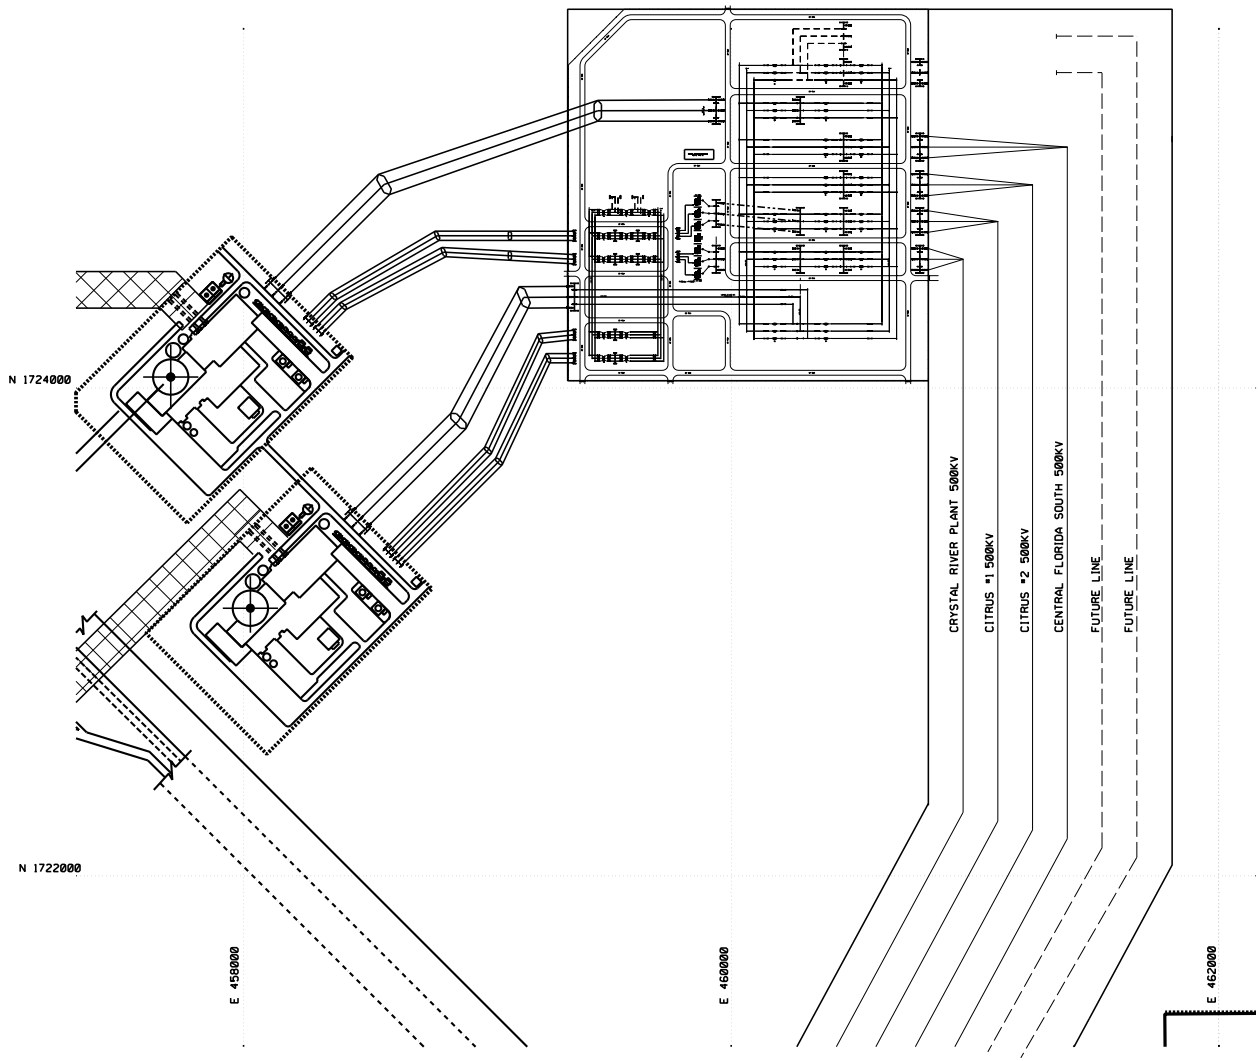 N 1724000
CRYSTAL RIVER PLANT 500KV
CITRUS #1 500KV
CITRUS #2 500KV
CENTRAL FLORIDA SOUTH 500KV
FUTURE LINE
FUTURE LINE
N 1722000
E 458000
E 460000
E 462000